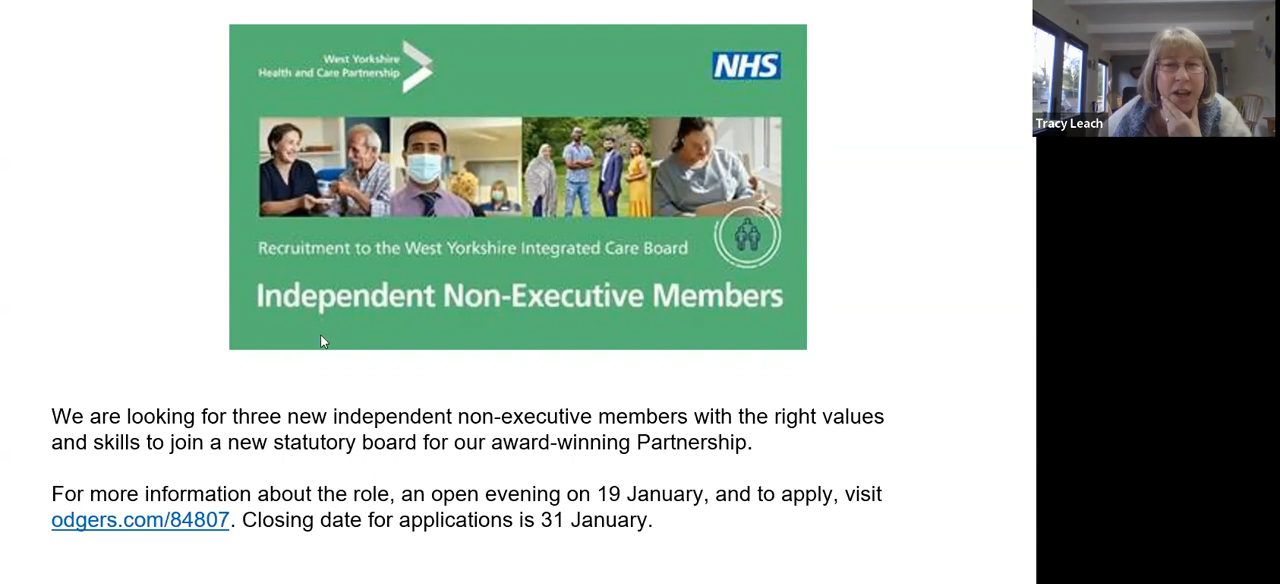 West Yorkshire
Health and Care Partnership
NHS
Recruitment to the West Yorkshire Integrated Care Board
Independent Non-Executive Members
We are looking for three new independent non-executive members with the right values
and skills to join a new statutory board for our award-winning Partnership.
For more information about the role, an open evening on 19 January, and to apply, visit
odgers.com/84807. Closing date for applications is 31 January.
Tracy Leach